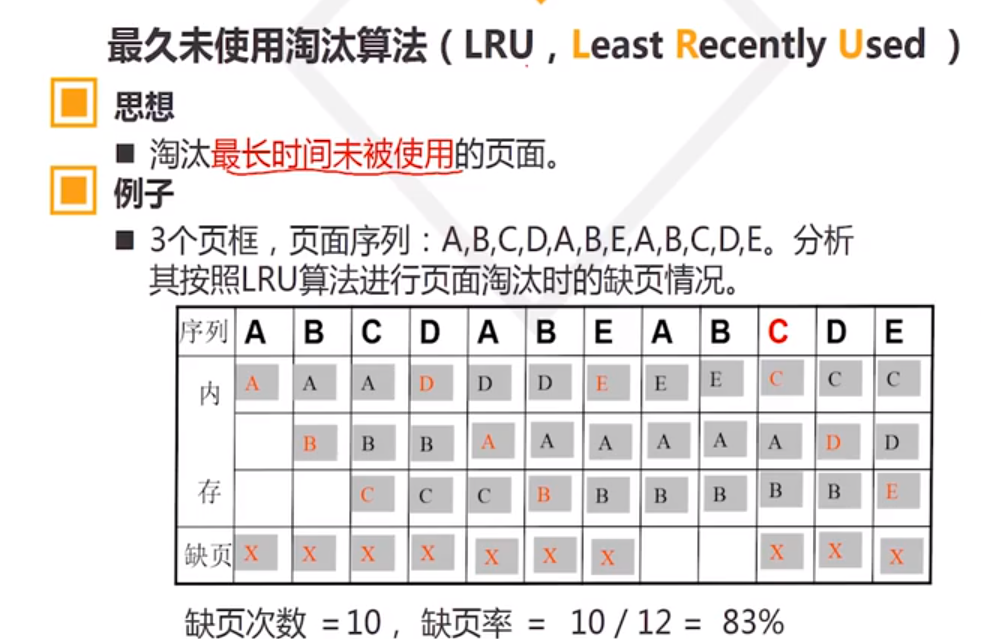 最久未使用淘汰算法（LRU，Least Recently Used ）
思想
■ 淘汰最长时间未被使用的页面。
例子
■ 3个页框，页面序列：A,B,C,D,A,B,E,A,B,C,D,E。分析
其按照LRU算法进行页面淘汰时的缺页情况。
序列 A B C D A B E A B C D E
内 A A A D D D E E E C C C
B B B A A A A A A D D
存 C C C B B B B B B E
缺页 X X X X X X X X X X
缺页次数 =10，缺页率 = 10 / 12 = 83%